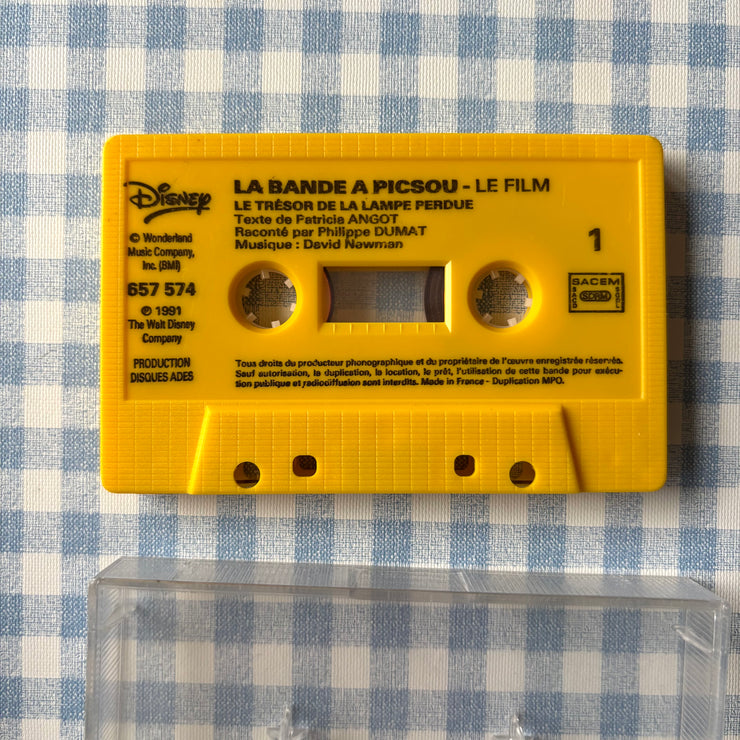 Disney
LA BANDE A PICSOU - LE FILM
LE TRÉSOR DE LA LAMPE PERDUE
Texte de Patricia ANGOT
Raconté par Philippe DUMAT
Musique : David Newman
1
© Wonderland
Music Company,
Inc. (BMI)
657 574
℗ 1991
The Walt Disney
Company
PRODUCTION
DISQUES ADES
SACEM
SACD
SDRM
SGDL
Tous droits du producteur phonographique et du propriétaire de l'œuvre enregistrée réservés.
Sauf autorisation, la duplication, la location, le prêt, l'utilisation de cette bande pour exécu-
tion publique et radiodiffusion sont interdits. Made in France - Duplication MPO.